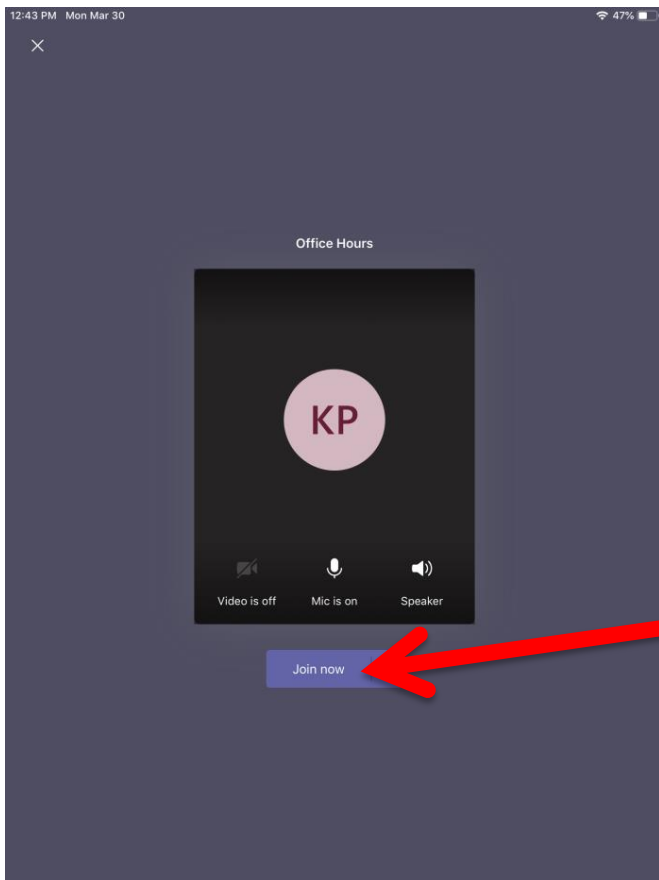 12:43 PM Mon Mar 30 47%
Office Hours
KP
Video is off Mic is on Speaker
Join now